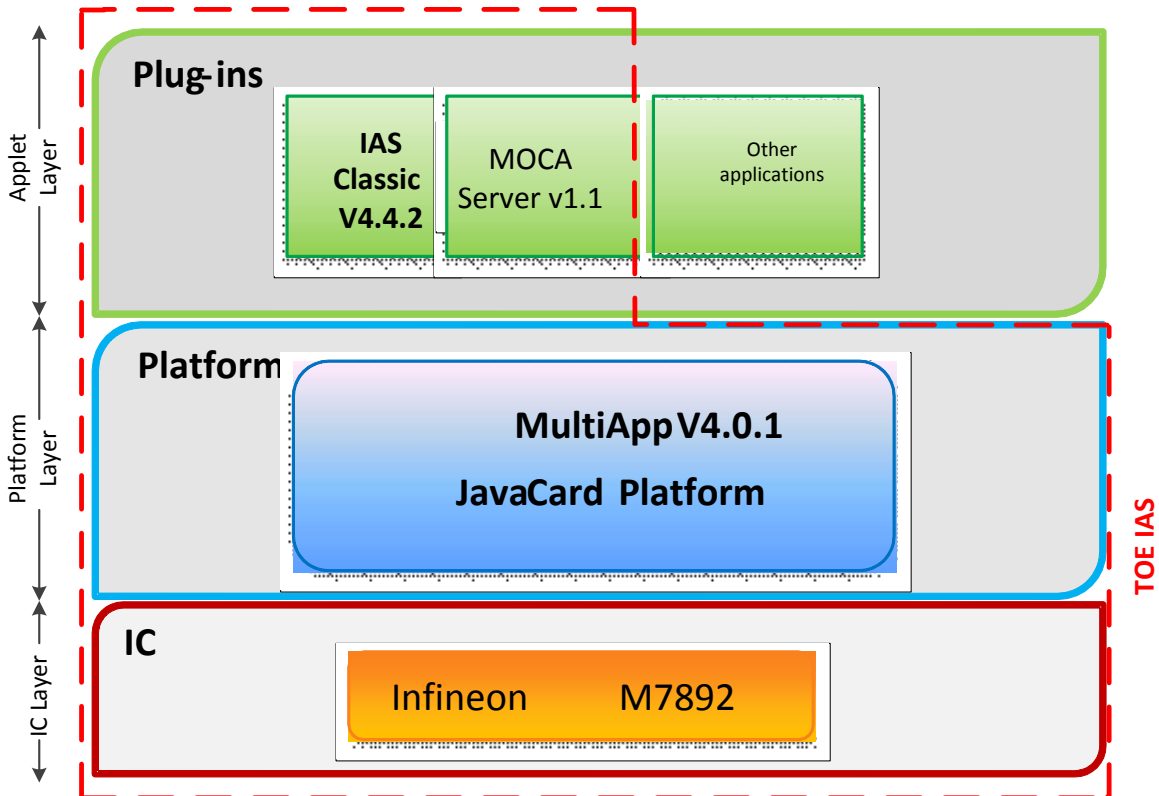 Plug-ins
Applet
Layer
IAS
Classic
V4.4.2
MOCA
Server v1.1
Other
applications
Platform
Platform
Layer
MultiApp V4.0.1
JavaCard Platform
TOE IAS
IC
IC Layer
Infineon M7892